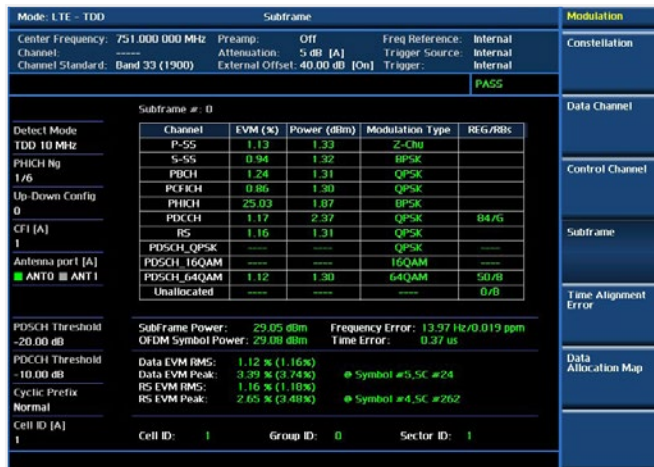 Mode: LTE - TDD Subframe Modulation
Center Frequency: 751.000 000 MHz Preamp: Off Freq Reference: Internal
Channel: ----- Attenuation: 5 dB [A] Trigger Source: Internal
Channel Standard: Band 33 (1900) External Offset: 40.00 dB [On] Trigger: Internal
PASS
Constellation
Data Channel
Control Channel
Subframe
Time Alignment
Error
Data
Allocation Map
Detect Mode
TDD 10 MHz
PHICH Ng
1/6
Up-Down Config
0
CFI [A]
1
Antenna port [A]
ANT0 ANT1
PDSCH Threshold
-20.00 dB
PDCCH Threshold
-10.00 dB
Cyclic Prefix
Normal
Cell ID [A]
1
Subframe #: 0
Channel EVM (%) Power (dBm) Modulation Type REG/RBs
P-SS 1.13 1.33 Z-Chu
S-SS 0.94 1.32 BPSK
PBCH 1.24 1.31 QPSK
PCFICH 0.86 1.30 QPSK
PHICH 25.03 1.87 BPSK
PDCCH 1.17 2.37 QPSK 84/G
RS 1.16 1.31 QPSK
PDSCH_QPSK ---- ---- QPSK ----
PDSCH_16QAM ---- ---- 16QAM ----
PDSCH_64QAM 1.12 1.30 64QAM 50/B
Unallocated ---- ---- ---- 0/B
SubFrame Power: 29.05 dBm Frequency Error: 13.97 Hz/0.019 ppm
OFDM Symbol Power: 29.08 dBm Time Error: 0.37 us
Data EVM RMS: 1.12 % (1.16%)
Data EVM Peak: 3.39 % (3.74%) @ Symbol #5,SC #24
RS EVM RMS: 1.16 % (1.18%)
RS EVM Peak: 2.65 % (3.48%) @ Symbol #4,SC #262
Cell ID: 1 Group ID: 0 Sector ID: 1